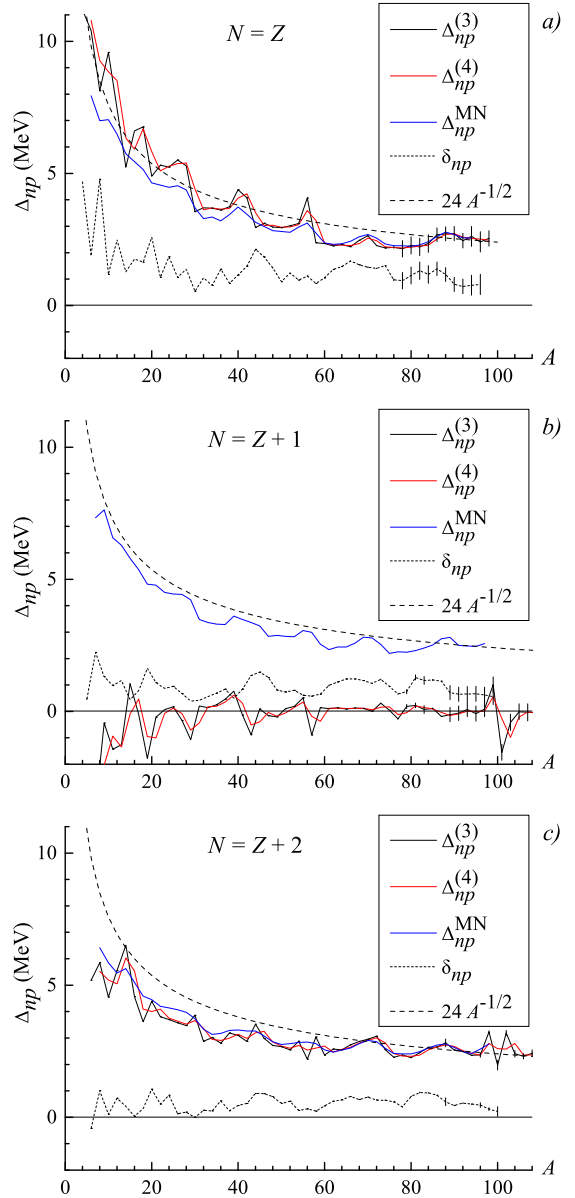 a)
N = Z
Δnp(3)
Δnp(4)
ΔnpMN
δnp
24 A-1/2
Δnp (MeV)
10
5
0
0 20 40 60 80 100 A
b)
N = Z + 1
Δnp(3)
Δnp(4)
ΔnpMN
δnp
24 A-1/2
Δnp (MeV)
10
5
0
0 20 40 60 80 100 A
c)
N = Z + 2
Δnp(3)
Δnp(4)
ΔnpMN
δnp
24 A-1/2
Δnp (MeV)
10
5
0
0 20 40 60 80 100 A